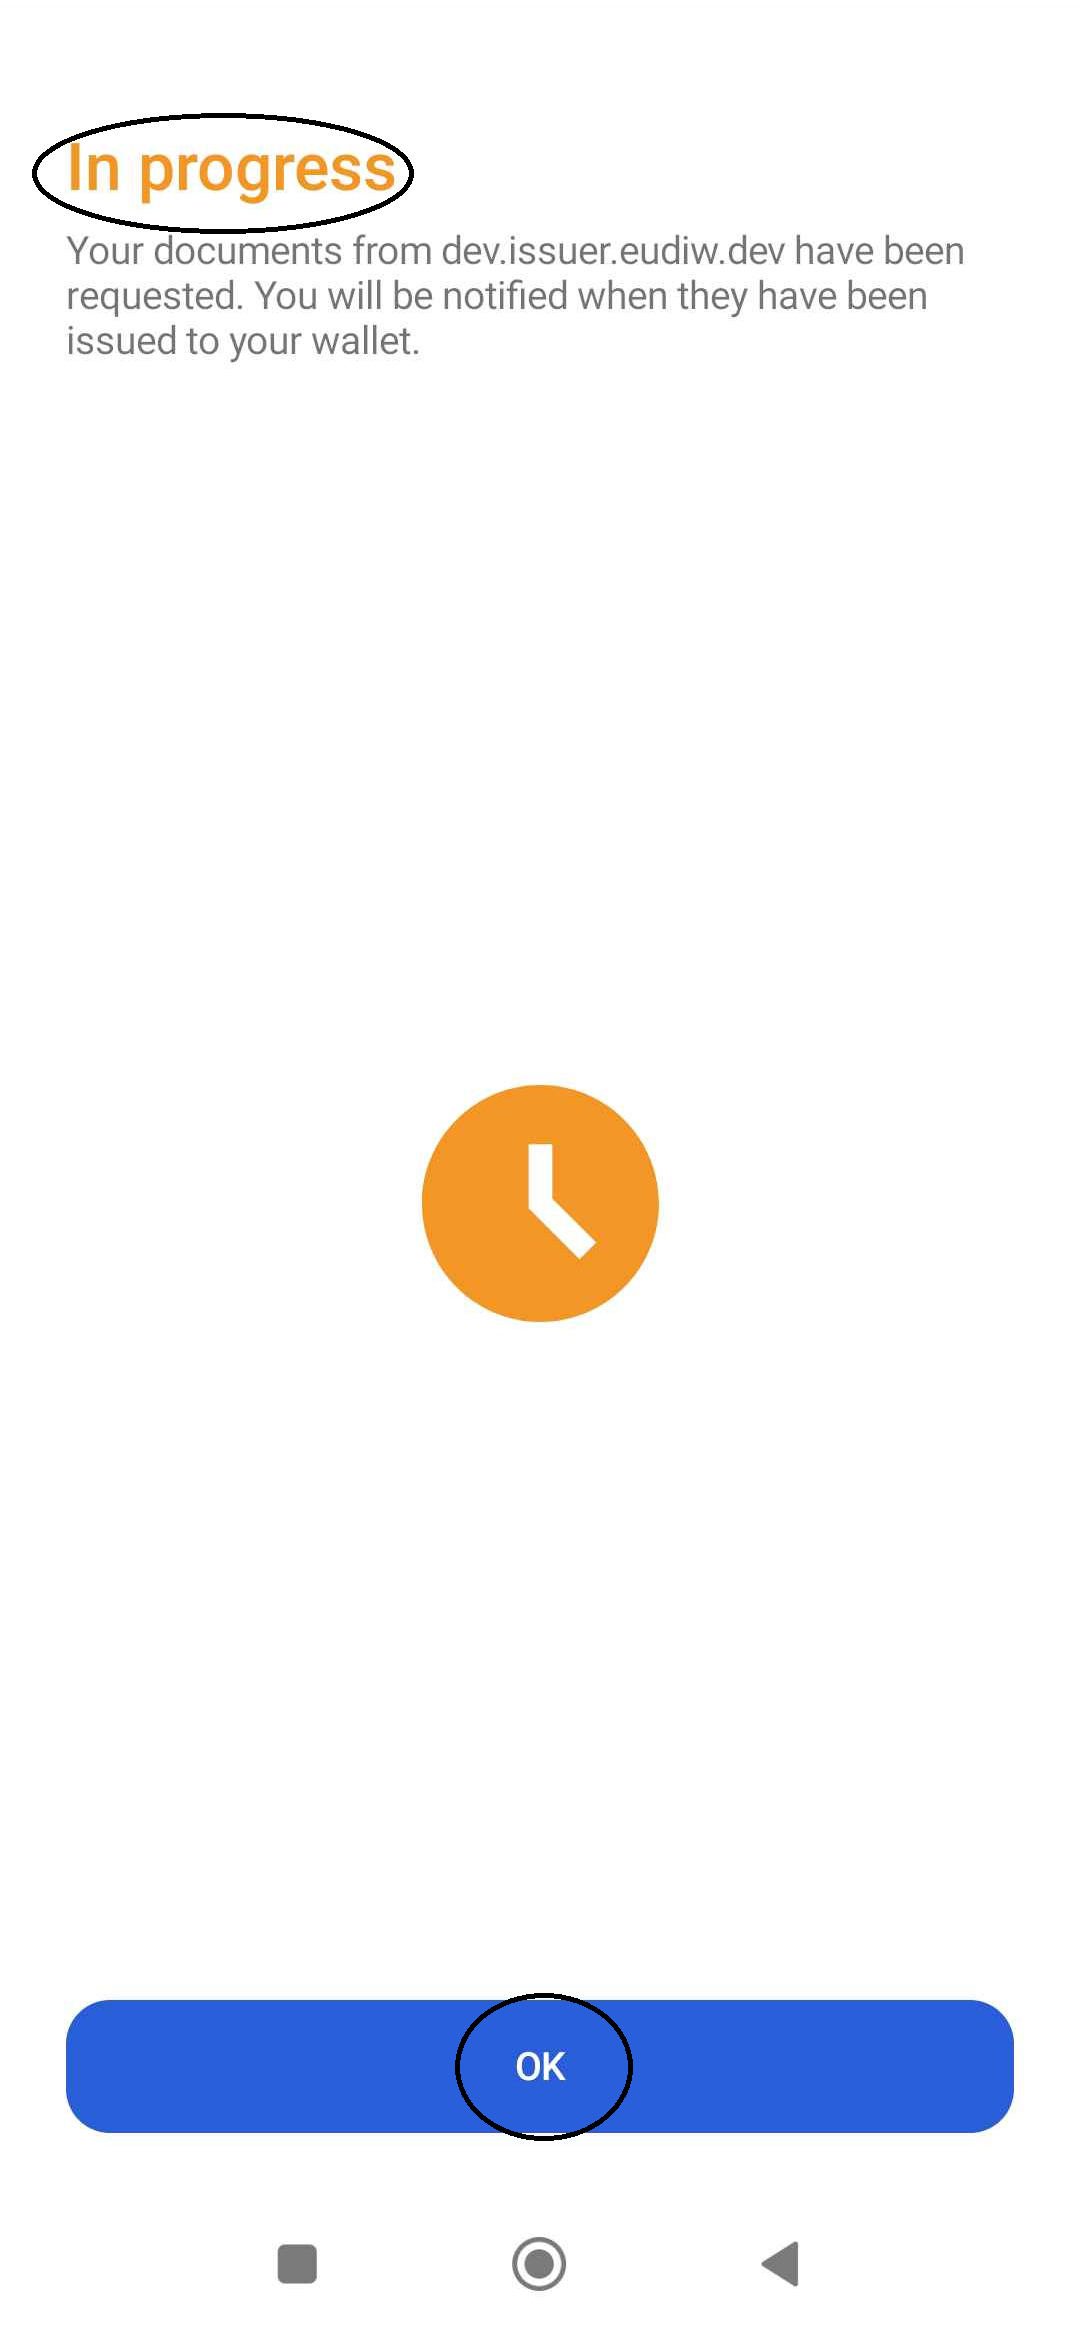 In progress
Your documents from dev.issuer.eudiw.dev have been
requested. You will be notified when they have been
issued to your wallet.
OK